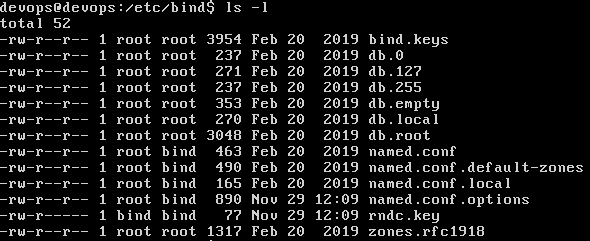 devops@devops:/etc/bind$ ls -l
total 52
-rw-r--r-- 1 root root 3954 Feb 20  2019 bind.keys
-rw-r--r-- 1 root root  237 Feb 20  2019 db.0
-rw-r--r-- 1 root root  271 Feb 20  2019 db.127
-rw-r--r-- 1 root root  237 Feb 20  2019 db.255
-rw-r--r-- 1 root root  353 Feb 20  2019 db.empty
-rw-r--r-- 1 root root  270 Feb 20  2019 db.local
-rw-r--r-- 1 root root 3048 Feb 20  2019 db.root
-rw-r--r-- 1 root bind  463 Feb 20  2019 named.conf
-rw-r--r-- 1 root bind  490 Feb 20  2019 named.conf.default-zones
-rw-r--r-- 1 root bind  165 Feb 20  2019 named.conf.local
-rw-r--r-- 1 root bind  890 Nov 29 12:09 named.conf.options
-rw-r----- 1 bind bind   77 Nov 29 12:09 rndc.key
-rw-r--r-- 1 root root 1317 Feb 20  2019 zones.rfc1918